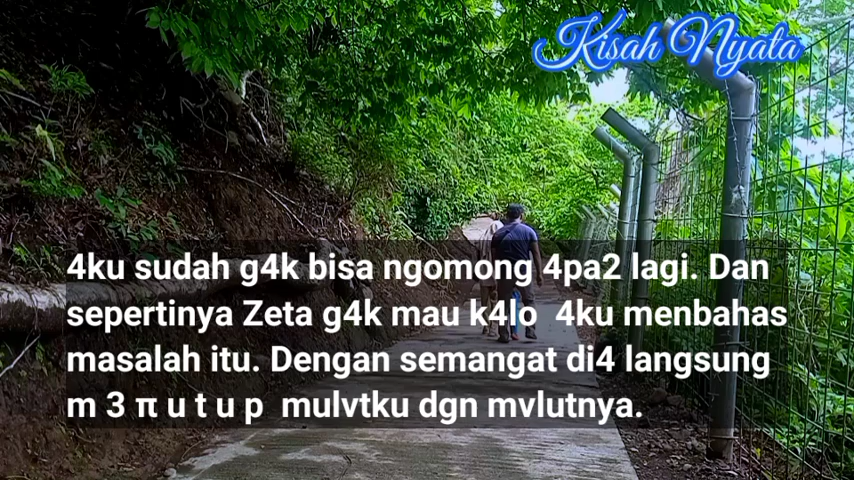 Kisah Nyata
4ku sudah g4k bisa ngomong 4pa2 lagi. Dan
sepertinya Zeta g4k mau k4lo 4ku menbahas
masalah itu. Dengan semangat di4 langsung
m 3 π u t u p mulvtku dgn mvlutnya.